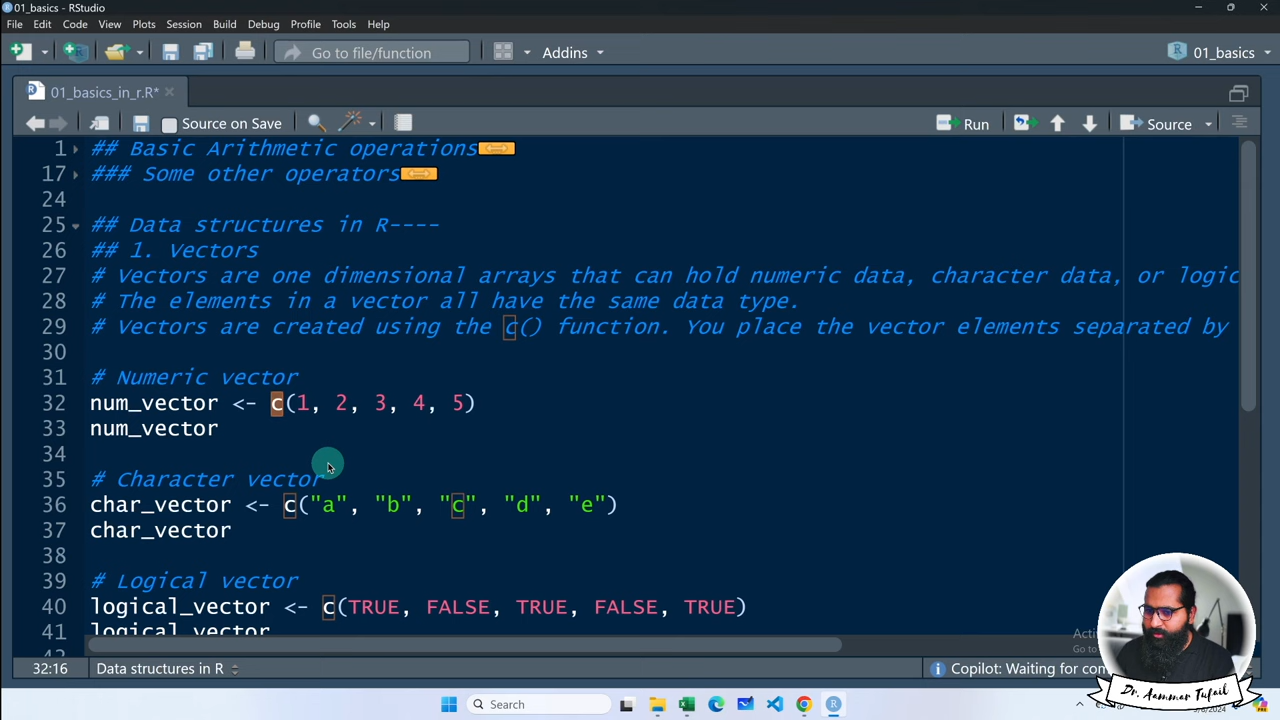 01_basics - RStudio
File Edit Code View Plots Session Build Debug Profile Tools Help
Go to file/function Addins 01_basics
01_basics_in_r.R*
Source on Save Run Source
1 ## Basic Arithmetic operations
17 ### Some other operators
24
25 ## Data structures in R----
26 ## 1. Vectors
27 # Vectors are one dimensional arrays that can hold numeric data, character data, or logic
28 # The elements in a vector all have the same data type.
29 # Vectors are created using the c() function. You place the vector elements separated by
30
31 # Numeric vector
32 num_vector <- c(1, 2, 3, 4, 5)
33 num_vector
34
35 # Character vector
36 char_vector <- c("a", "b", "c", "d", "e")
37 char_vector
38
39 # Logical vector
40 logical_vector <- c(TRUE, FALSE, TRUE, FALSE, TRUE)
41 logical_vector
32:16 Data structures in R Copilot: Waiting for
Search
Dr. Aammar Tufail